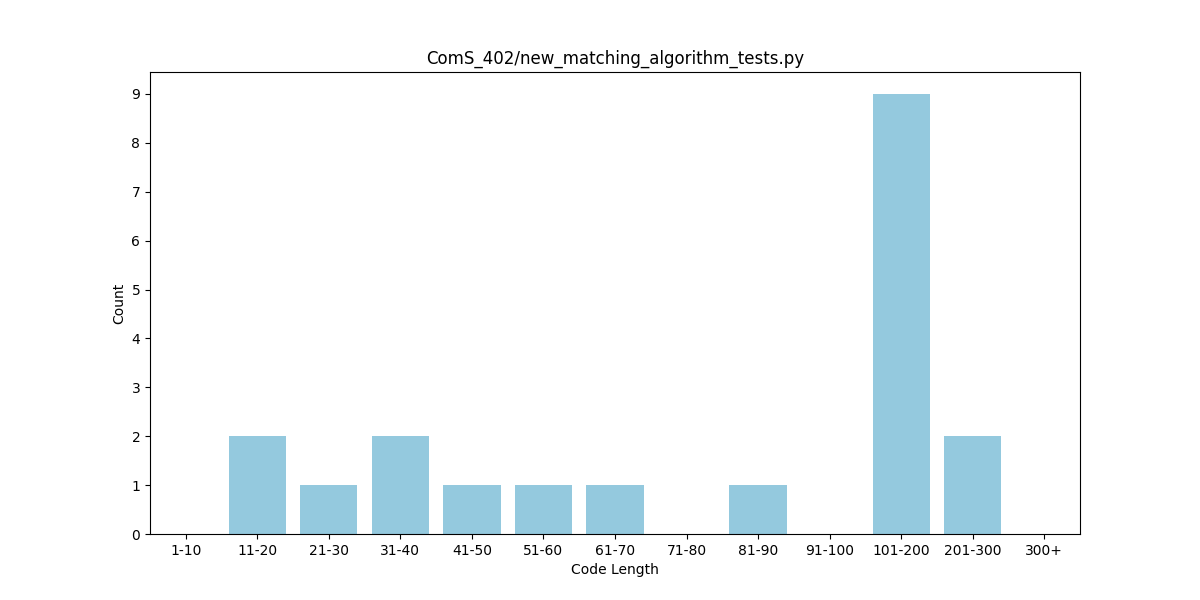 ComS_402/new_matching_algorithm_tests.py
9
8
7
6
5
4
3
2
1
0
Count
1-10 11-20 21-30 31-40 41-50 51-60 61-70 71-80 81-90 91-100 101-200 201-300 300+
Code Length